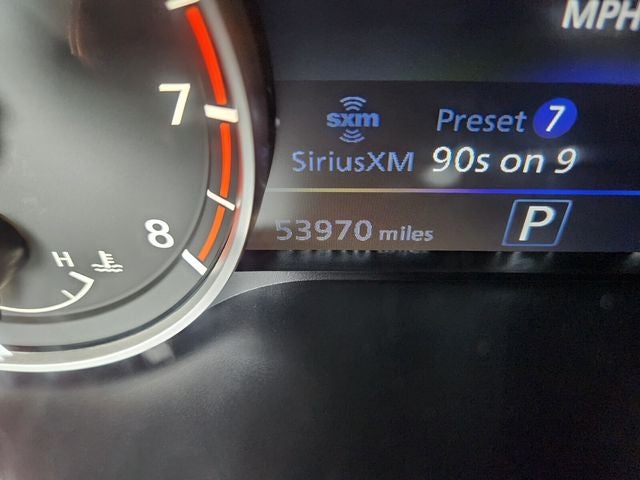 MPH
7
sxm
Preset 7
SiriusXM 90s on 9
8
53970 miles
P
H